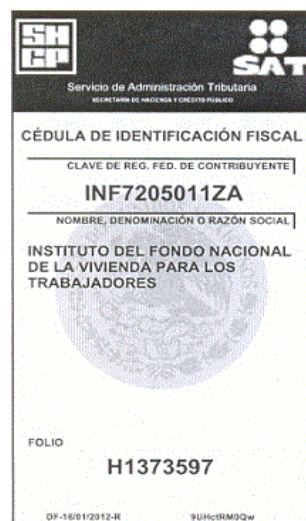 SHCP
SAT
Servicio de Administración Tributaria
SECRETARÍA DE HACIENDA Y CRÉDITO PÚBLICO
CÉDULA DE IDENTIFICACIÓN FISCAL
CLAVE DE REG. FED. DE CONTRIBUYENTE
INF7205011ZA
NOMBRE, DENOMINACIÓN O RAZÓN SOCIAL
INSTITUTO DEL FONDO NACIONAL
DE LA VIVIENDA PARA LOS
TRABAJADORES
FOLIO
H1373597
DF-16/01/2012-R
9UHctRM0Qw